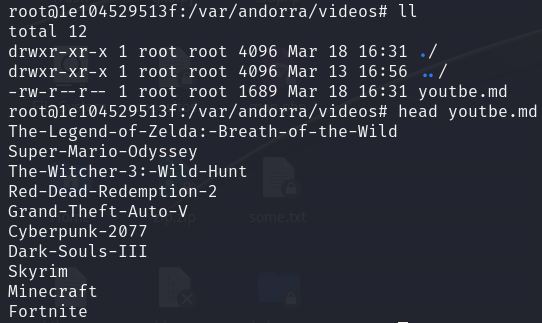 root@1e104529513f:/var/andorra/videos# ll
total 12
drwxr-xr-x 1 root root 4096 Mar 18 16:31 ./
drwxr-xr-x 1 root root 4096 Mar 13 16:56 ../
-rw-r--r-- 1 root root 1689 Mar 18 16:31 youtbe.md
root@1e104529513f:/var/andorra/videos# head youtbe.md
The-Legend-of-Zelda:-Breath-of-the-Wild
Super-Mario-Odyssey
The-Witcher-3:-Wild-Hunt
Red-Dead-Redemption-2
Grand-Theft-Auto-V
some.txt
Cyberpunk-2077
Dark-Souls-III
Skyrim
Minecraft
Fortnite